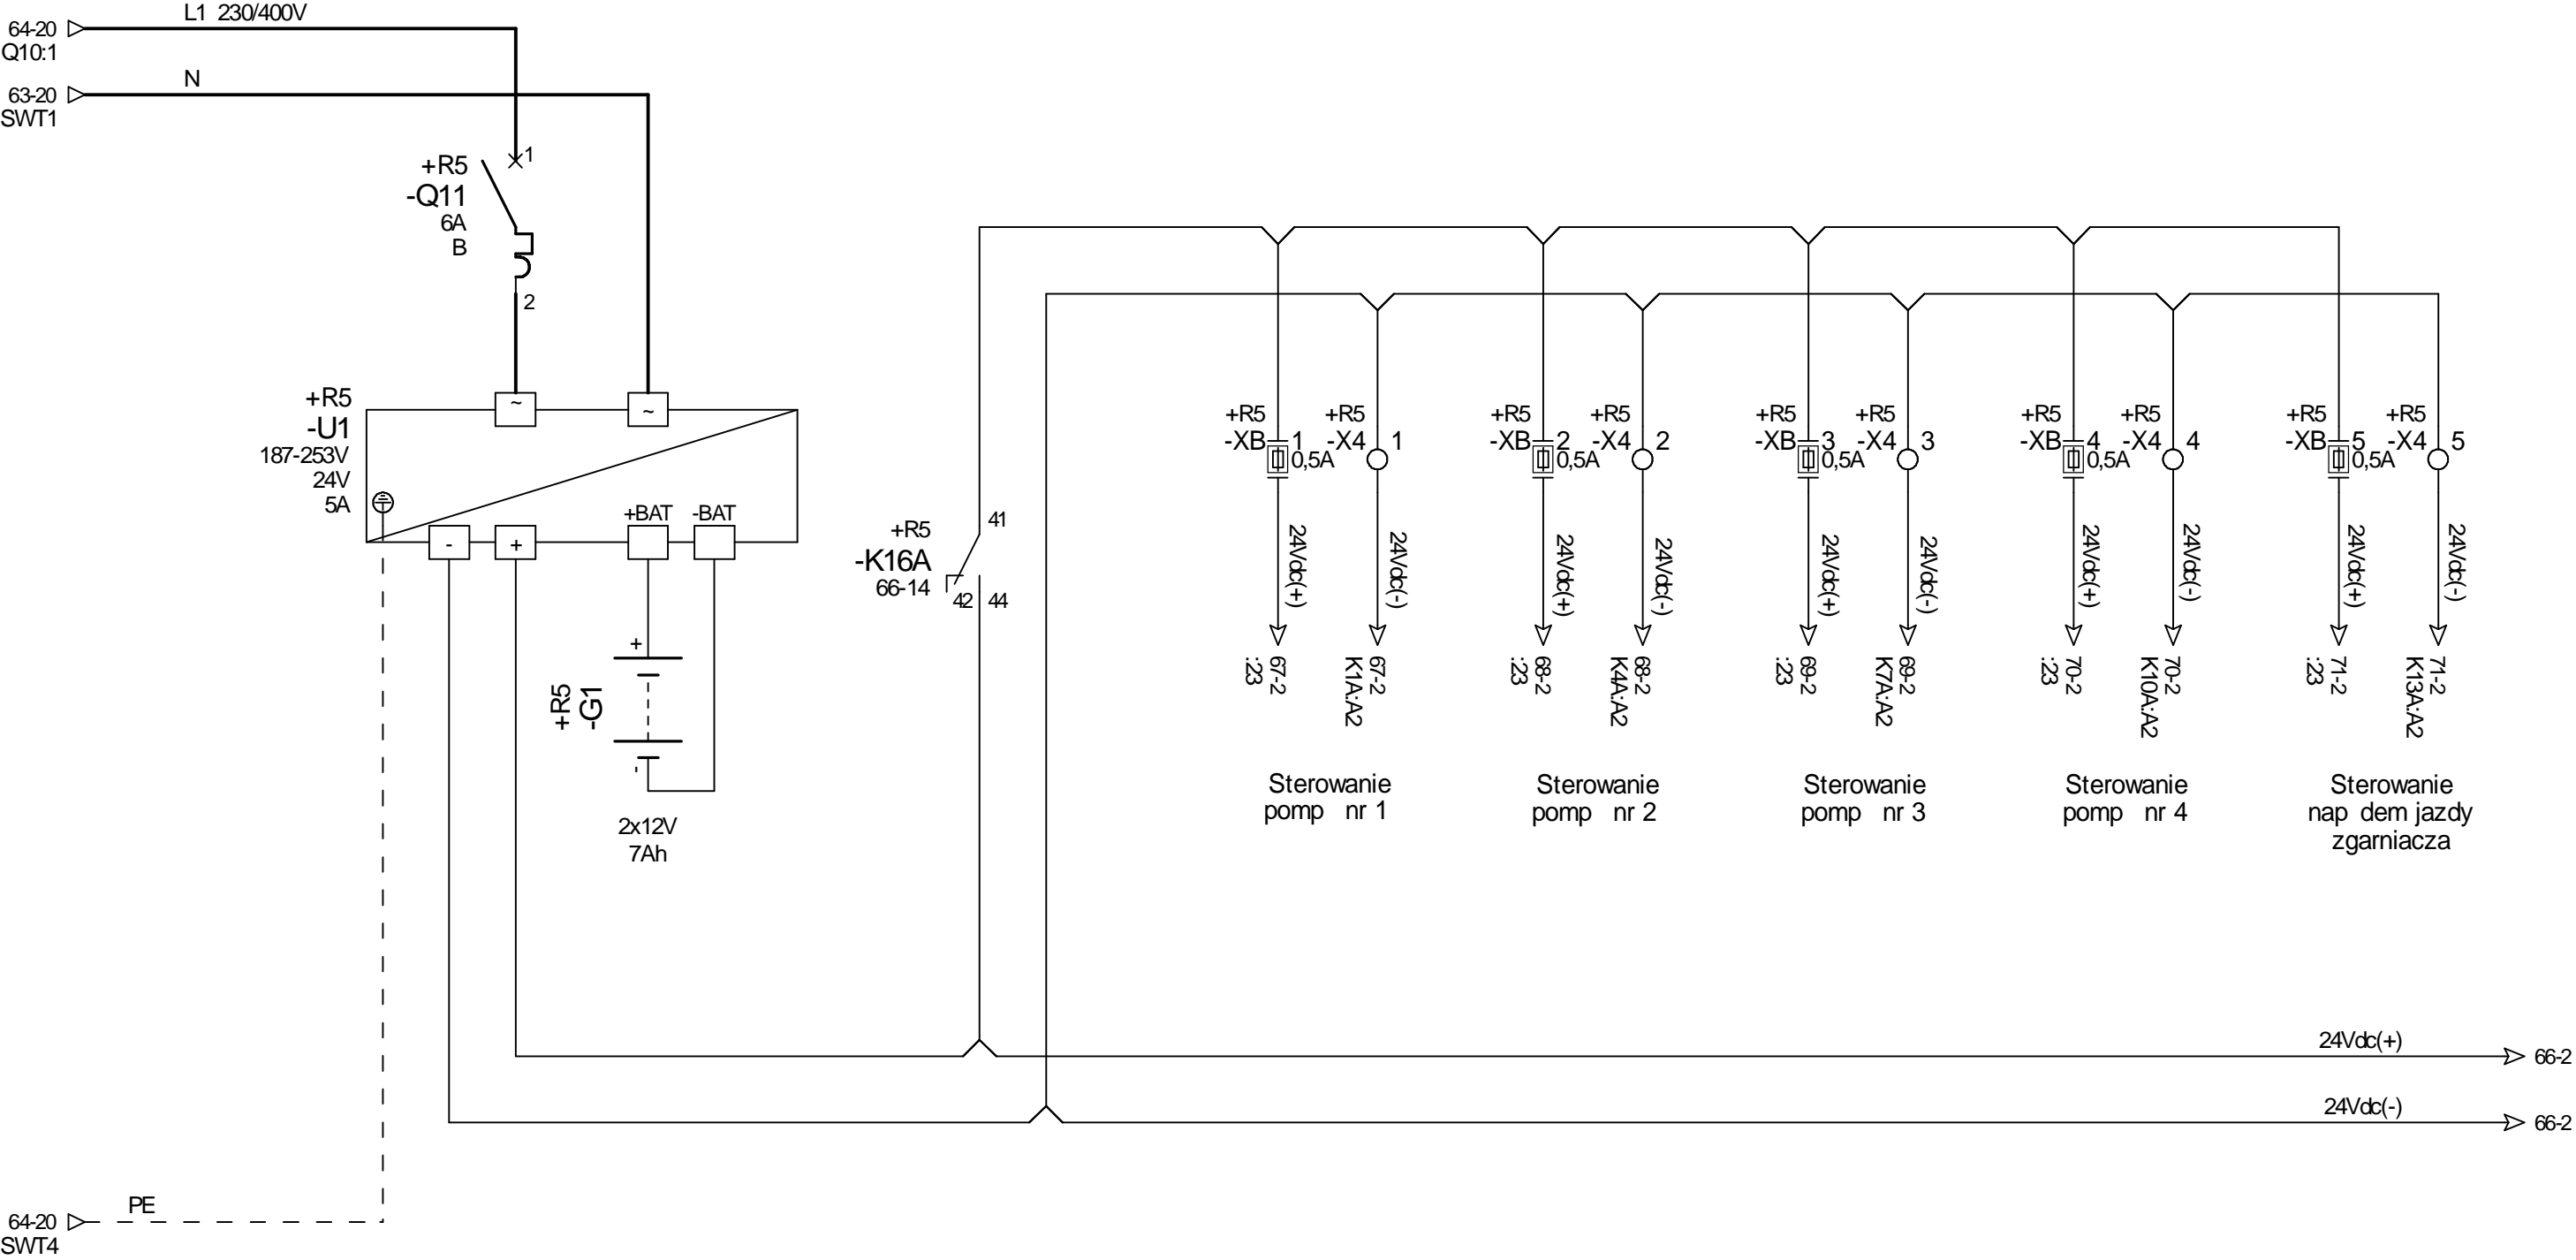 L1 230/400V
64-20
Q10:1
N
63-20
SWT1
1
+R5
-Q11
6A
B
2
+R5
-U1
187-253V
24V
5A
~
~
+BAT
-BAT
-
+
+
-
+R5
-G1
2x12V
7Ah
+R5
-K16A
66-14
41
42
44
+R5
-XB
1
0,5A
+R5
-X4
1
+R5
-XB
2
0,5A
+R5
-X4
2
+R5
-XB
3
0,5A
+R5
-X4
3
+R5
-XB
4
0,5A
+R5
-X4
4
+R5
-XB
5
0,5A
+R5
-X4
5
24Vdc(+)
24Vdc(-)
24Vdc(+)
24Vdc(-)
24Vdc(+)
24Vdc(-)
24Vdc(+)
24Vdc(-)
24Vdc(+)
24Vdc(-)
67-2
:23
67-2
K1A:A2
68-2
:23
68-2
K4A:A2
69-2
:23
69-2
K7A:A2
70-2
:23
70-2
K10A:A2
71-2
:23
71-2
K13A:A2
Sterowanie
pomp nr 1
Sterowanie
pomp nr 2
Sterowanie
pomp nr 3
Sterowanie
pomp nr 4
Sterowanie
nap dem jazdy
zgarniacza
24Vdc(+)
66-2
24Vdc(-)
66-2
PE
64-20
SWT4